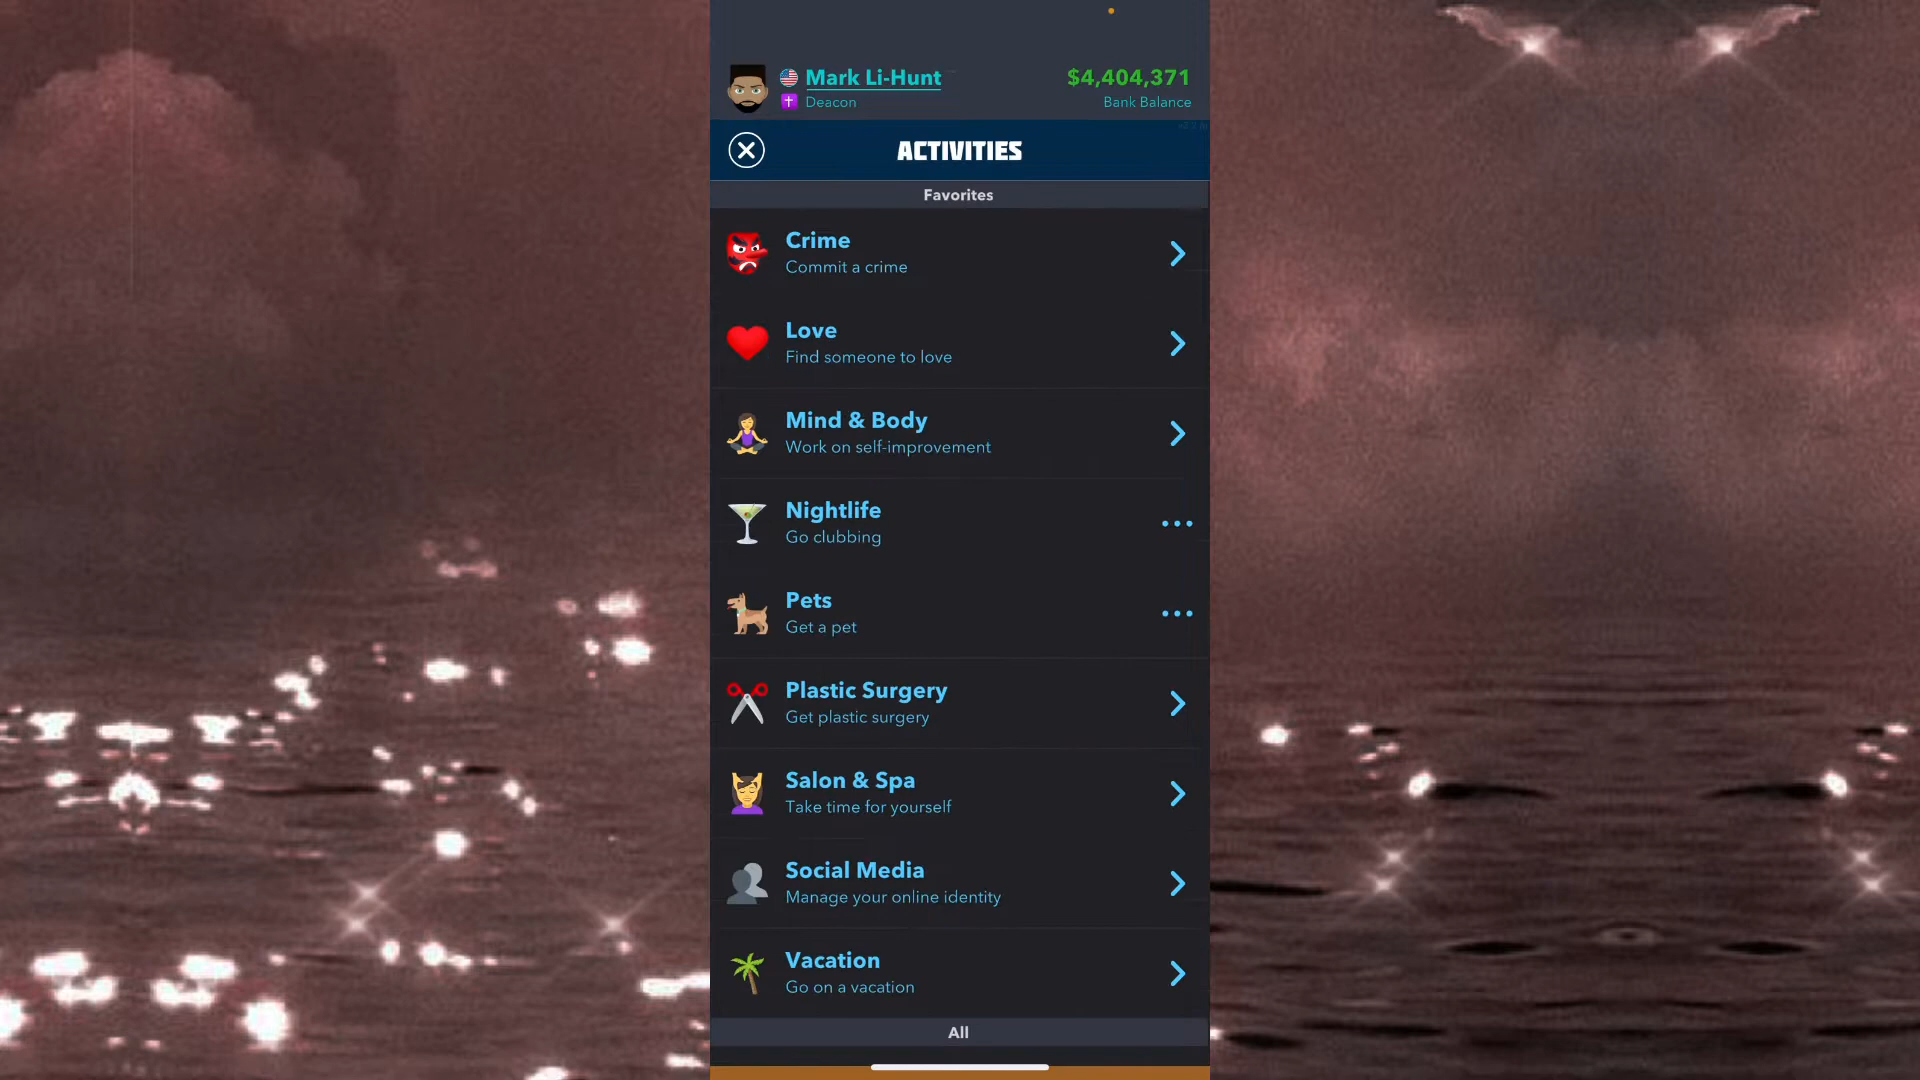 Mark Li-Hunt
$4,404,371
Deacon
Bank Balance
ACTIVITIES
Favorites
Crime
Commit a crime
Love
Find someone to love
Mind & Body
Work on self-improvement
Nightlife
Go clubbing
Pets
Get a pet
Plastic Surgery
Get plastic surgery
Salon & Spa
Take time for yourself
Social Media
Manage your online identity
Vacation
Go on a vacation
All